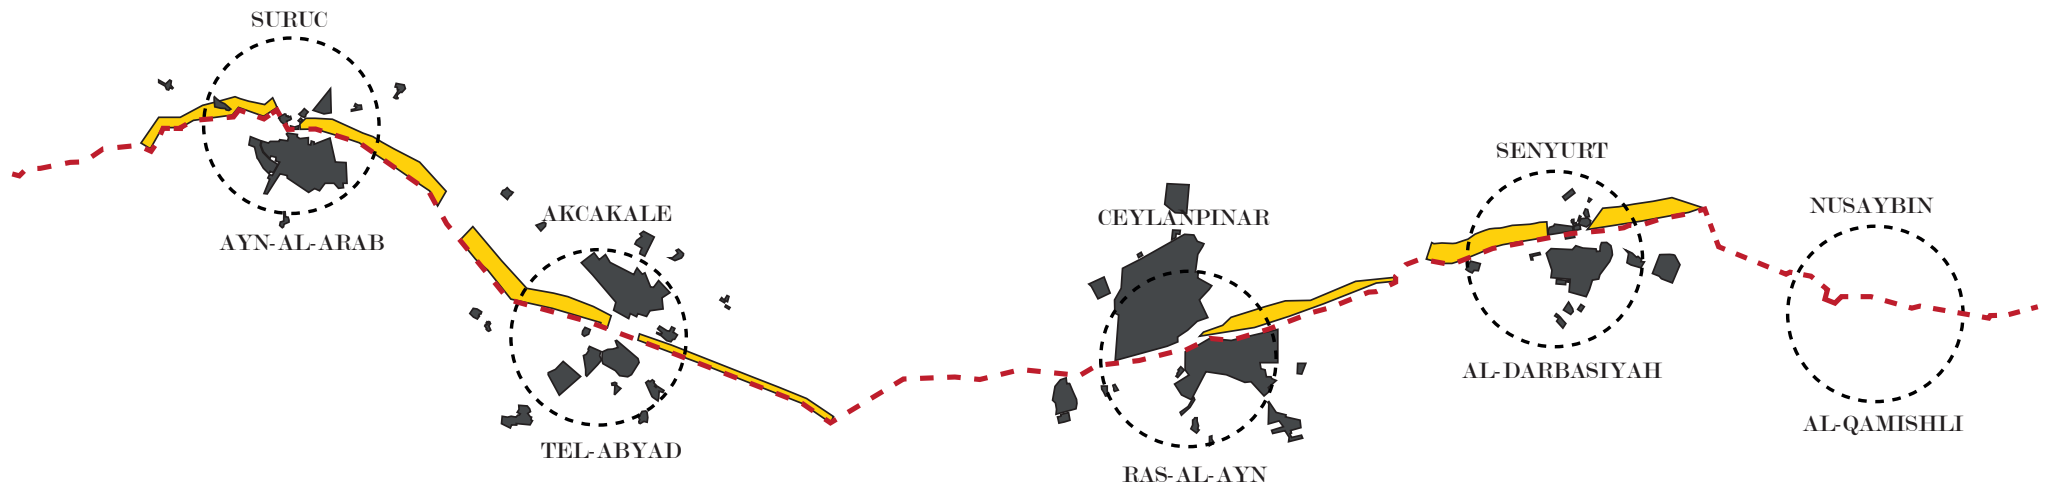 SURUC
AYN-AL-ARAB
AKCAKALE
TEL-ABYAD
CEYLANPINAR
RAS-AL-AYN
SENYURT
AL-DARBASIYAH
NUSAYBIN
AL-QAMISHLI